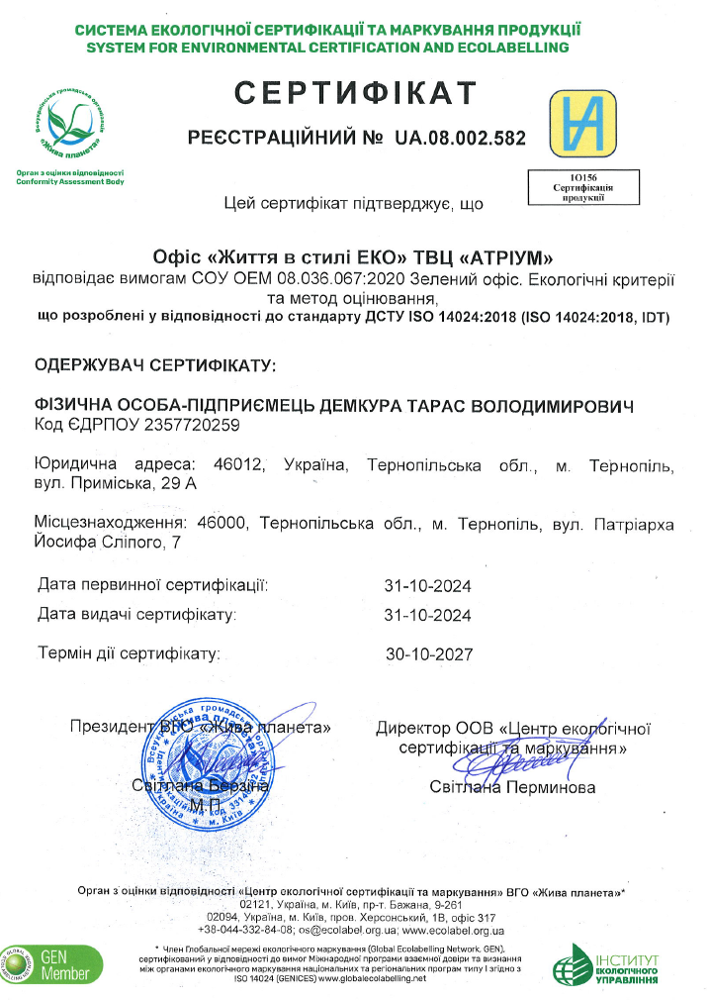 СИСТЕМА ЕКОЛОГІЧНОЇ СЕРТИФІКАЦІЇ ТА МАРКУВАННЯ ПРОДУКЦІЇ
SYSTEM FOR ENVIRONMENTAL CERTIFICATION AND ECOLABELLING
СЕРТИФІКАТ
Всеукраїнська громадська організація
«Жива планета»
Орган з оцінки відповідності
Conformity Assessment Body
РЕЄСТРАЦІЙНИЙ № UA.08.002.582
1О156
Сертифікація
продукції
Цей сертифікат підтверджує, що
Офіс «Життя в стилі ЕКО» ТВЦ «АТРІУМ»
відповідає вимогам СОУ ОЕМ 08.036.067:2020 Зелений офіс. Екологічні критерії
та метод оцінювання,
що розроблені у відповідності до стандарту ДСТУ ISO 14024:2018 (ISO 14024:2018, IDT)
ОДЕРЖУВАЧ СЕРТИФІКАТУ:
ФІЗИЧНА ОСОБА-ПІДПРИЄМЕЦЬ ДЕМКУРА ТАРАС ВОЛОДИМИРОВИЧ
Код ЄДРПОУ 2357720259
Юридична адреса: 46012, Україна, Тернопільська обл., м. Тернопіль,
вул. Приміська, 29 А
Місцезнаходження: 46000, Тернопільська обл., м. Тернопіль, вул. Патріарха
Йосифа Сліпого, 7
Дата первинної сертифікації: 31-10-2024
Дата видачі сертифікату: 31-10-2024
Термін дії сертифікату: 30-10-2027
Президент ВГО «Жива планета»
Світлана Берзіна
М.П.
Всеукраїнська громадська організація
«Жива планета»
Ідентифікаційний код
Україна * м. Київ
Директор ООВ «Центр екологічної
сертифікації та маркування»
Світлана Перминова
Орган з оцінки відповідності «Центр екологічної сертифікації та маркування» ВГО «Жива планета»*
02121, Україна, м. Київ, пр-т. Бажана, 9-261
02094, Україна, м. Київ, пров. Херсонський, 1В, офіс 317
+38-044-332-84-08; os@ecolabel.org.ua; www.ecolabel.org.ua
* Член Глобальної мережі екологічного маркування (Global Ecolabelling Network, GEN),
сертифікований у відповідності до вимог Міжнародної програми взаємної довіри та визнання
між органами екологічного маркування національних та регіональних програм типу І згідно з
ISO 14024 (GENICES) www.globalecolabelling.net
GEN
Member
ІНСТИТУТ
ЕКОЛОГІЧНОГО
УПРАВЛІННЯ